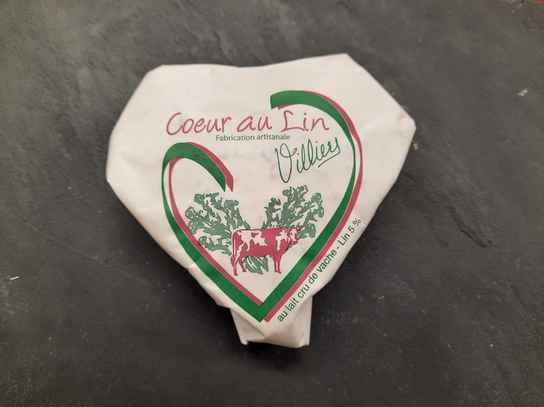 Coeur au Lin
Fabrication artisanale
Villiers
au lait cru de vache - Lin 5 %